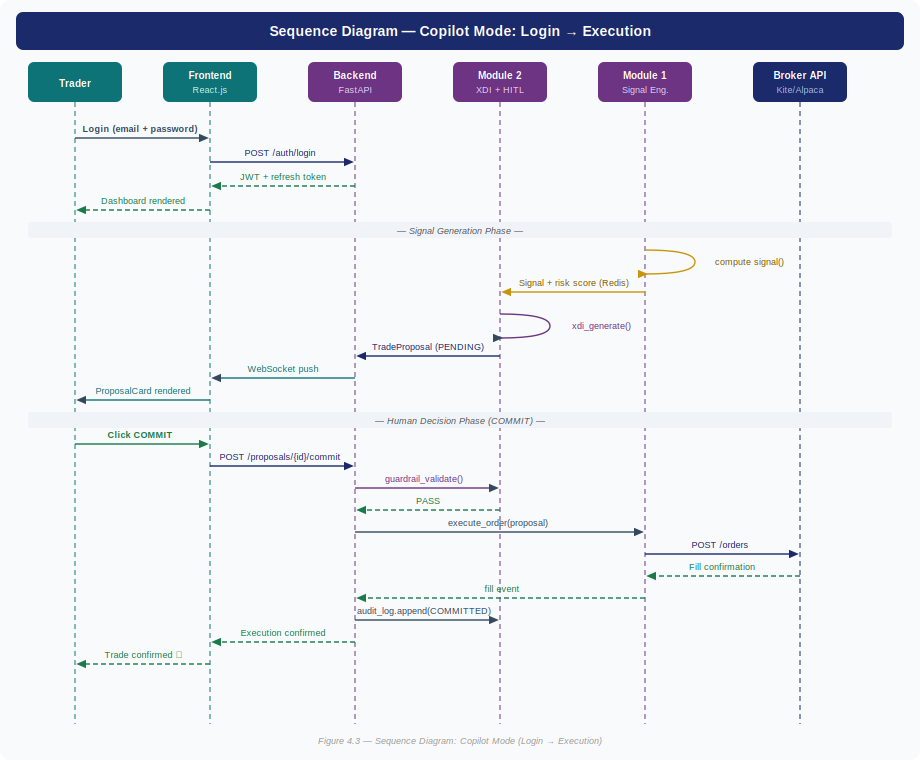 Sequence Diagram — Copilot Mode: Login → Execution
Trader
Frontend
React.js
Backend
FastAPI
Module 2
XDI + HITL
Module 1
Signal Eng.
Broker API
Kite/Alpaca
Login (email + password)
POST /auth/login
JWT + refresh token
Dashboard rendered
— Signal Generation Phase —
compute signal()
Signal + risk score (Redis)
xdi_generate()
TradeProposal (PENDING)
WebSocket push
ProposalCard rendered
— Human Decision Phase (COMMIT) —
Click COMMIT
POST /proposals/{id}/commit
guardrail_validate()
PASS
execute_order(proposal)
POST /orders
Fill confirmation
fill event
audit_log.append(COMMITTED)
Execution confirmed
Trade confirmed
Figure 4.3 — Sequence Diagram: Copilot Mode (Login → Execution)